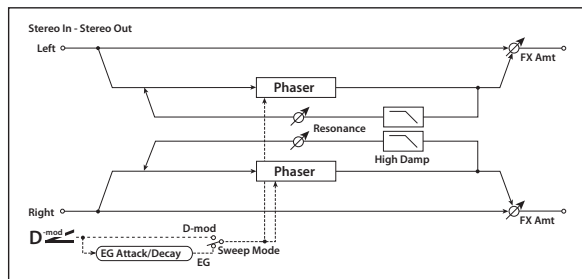 Stereo In - Stereo Out
Left
FX Amt
Phaser
Resonance
High Damp
Phaser
Right
FX Amt
D-mod
D-mod
EG Attack/Decay
EG
Sweep Mode